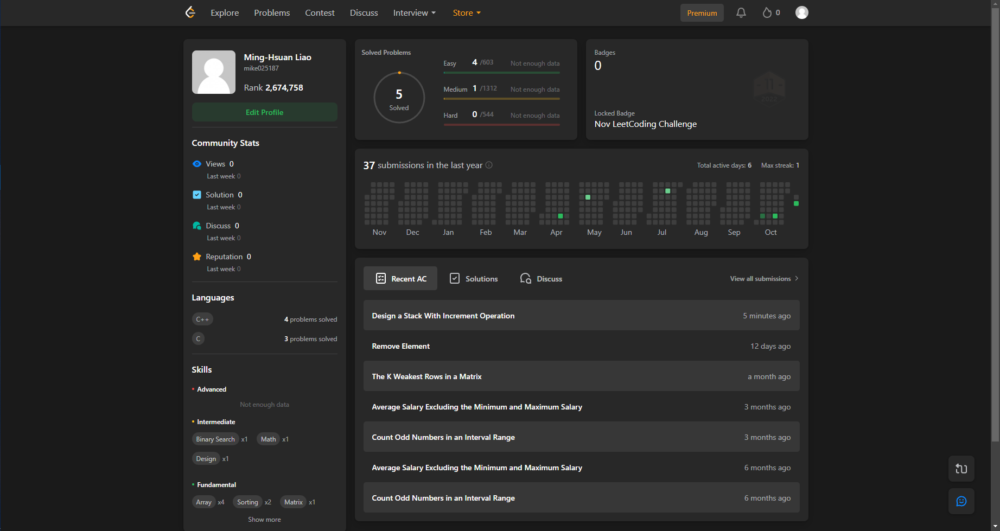 Explore Problems Contest Discuss Interview Store Premium 0
Ming-Hsuan Liao
mike025187
Rank 2,674,758
Edit Profile
Community Stats
Views 0
Last week 0
Solution 0
Last week 0
Discuss 0
Last week 0
Reputation 0
Last week 0
Languages
C++ 4 problems solved
C 3 problems solved
Skills
Advanced
Not enough data
Intermediate
Binary Search x1 Math x1
Design x1
Fundamental
Array x4 Sorting x2 Matrix x1
Show more
Solved Problems
5
Solved
Easy 4 /603 Not enough data
Medium 1 /1312 Not enough data
Hard 0 /544 Not enough data
Badges
0
11
2022
Locked Badge
Nov LeetCoding Challenge
37 submissions in the last year Total active days: 6 Max streak: 1
Nov Dec Jan Feb Mar Apr May Jun Jul Aug Sep Oct
Recent AC Solutions Discuss View all submissions
Design a Stack With Increment Operation 5 minutes ago
Remove Element 12 days ago
The K Weakest Rows in a Matrix a month ago
Average Salary Excluding the Minimum and Maximum Salary 3 months ago
Count Odd Numbers in an Interval Range 3 months ago
Average Salary Excluding the Minimum and Maximum Salary 6 months ago
Count Odd Numbers in an Interval Range 6 months ago